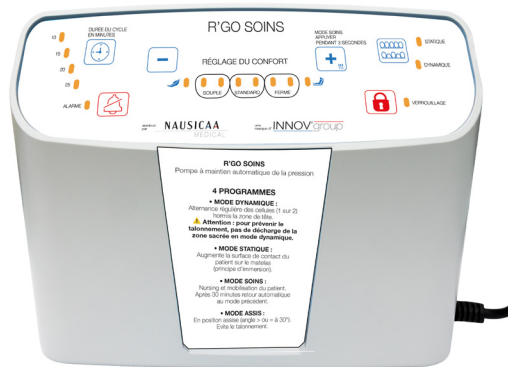 R'GO SOINS
DURÉE DU CYCLE
EN MINUTES
10
15
20
25
ALARME
RÉGLAGE DU CONFORT
SOUPLE
STANDARD
FERME
MODE SOINS
APPUYER
PENDANT 3 SECONDES
STATIQUE
DYNAMIQUE
VERROUILLAGE
NAUSICAA
MEDICAL
INNOV'group
R'GO SOINS
Pompe à maintien automatique de la pression
4 PROGRAMMES
• MODE DYNAMIQUE :
Alternance régulière des cellules (1 sur 2)
hormis la zone de tête.
Attention : pour prévenir le
talonnement, pas de décharge de la
zone sacrée en mode dynamique.
• MODE STATIQUE :
Augmente la surface de contact du
patient sur le matelas
(principe d'immersion).
• MODE SOINS :
Nursing et mobilisation du patient.
Après 30 minutes retour automatique
au mode précédent.
• MODE ASSIS :
En position assise (angle > ou = à 30°).
Evite le talonnement.